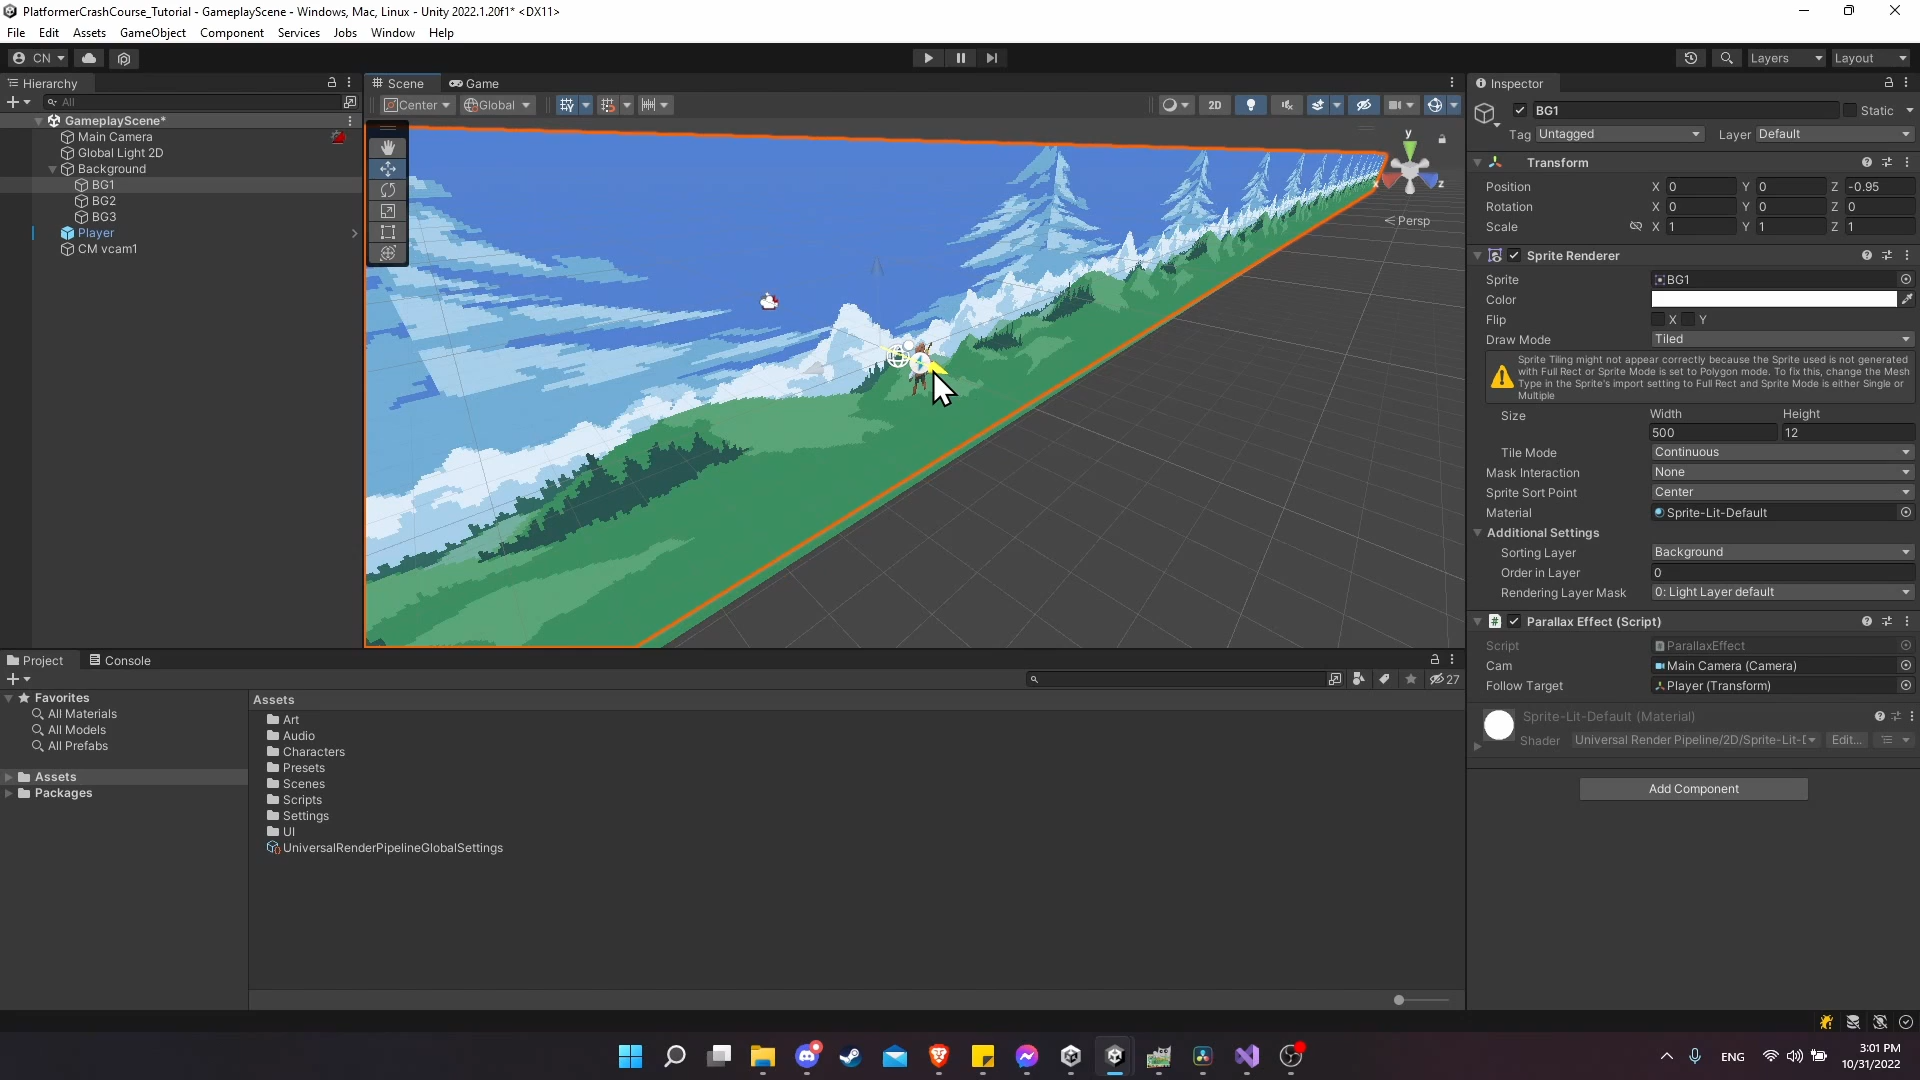 PlatformerCrashCourse_Tutorial - GameplayScene - Windows, Mac, Linux - Unity 2022.1.20f1* <DX11>
File Edit Assets GameObject Component Services Jobs Window Help
CN Layers Layout
Hierarchy
All
GameplayScene*
Main Camera
Global Light 2D
Background
BG1
BG2
BG3
Player
CM vcam1
Scene Game
Center Global 2D
y
x z
< Persp
Inspector
BG1 Static
Tag Untagged Layer Default
Transform
Position X 0 Y 0 Z -0.95
Rotation X 0 Y 0 Z 0
Scale X 1 Y 1 Z 1
Sprite Renderer
Sprite BG1
Color
Flip X Y
Draw Mode Tiled
Sprite Tiling might not appear correctly because the Sprite used is not generated
with Full Rect or Sprite Mode is set to Polygon mode. To fix this, change the Mesh
Type in the Sprite's import setting to Full Rect and Sprite Mode is either Single or
Multiple
Size Width Height
500 12
Tile Mode Continuous
Mask Interaction None
Sprite Sort Point Center
Material Sprite-Lit-Default
Additional Settings
Sorting Layer Background
Order in Layer 0
Rendering Layer Mask 0: Light Layer default
Parallax Effect (Script)
Script ParallaxEffect
Cam Main Camera (Camera)
Follow Target Player (Transform)
Sprite-Lit-Default (Material)
Shader Universal Render Pipeline/2D/Sprite-Lit-D Edit...
Add Component
Project Console
27
Favorites
All Materials
All Models
All Prefabs
Assets
Packages
Assets
Art
Audio
Characters
Presets
Scenes
Scripts
Settings
UI
UniversalRenderPipelineGlobalSettings
ENG
3:01 PM
10/31/2022